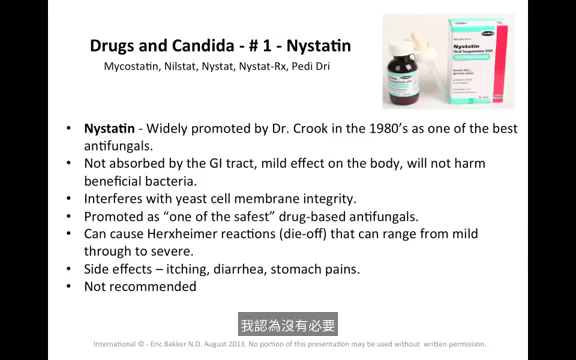 Drugs and Candida - # 1 - Nystatin
Mycostatin, Nilstat, Nystat, Nystat-Rx, Pedi Dri
Nystatin
Oral Suspension USP
Nystatin
• Nystatin - Widely promoted by Dr. Crook in the 1980's as one of the best
antifungals.
• Not absorbed by the GI tract, mild effect on the body, will not harm
beneficial bacteria.
• Interferes with yeast cell membrane integrity.
• Promoted as “one of the safest” drug-based antifungals.
• Can cause Herxheimer reactions (die-off) that can range from mild
through to severe.
• Side effects – itching, diarrhea, stomach pains.
• Not recommended
我認為沒有必要
International © - Eric Bakker N.D. August 2013. No portion of this presentation may be used without written permission.